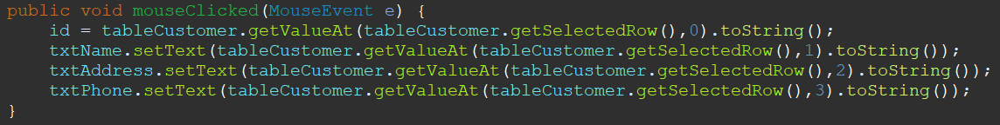 public void mouseClicked(MouseEvent e) {
    id = tableCustomer.getValueAt(tableCustomer.getSelectedRow(),0).toString();
    txtName.setText(tableCustomer.getValueAt(tableCustomer.getSelectedRow(),1).toString());
    txtAddress.setText(tableCustomer.getValueAt(tableCustomer.getSelectedRow(),2).toString());
    txtPhone.setText(tableCustomer.getValueAt(tableCustomer.getSelectedRow(),3).toString());
}